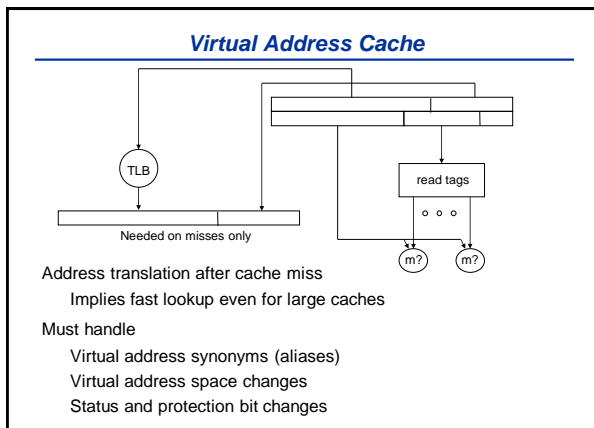 Virtual Address Cache
TLB
read tags
Needed on misses only
m?
m?
Address translation after cache miss
Implies fast lookup even for large caches
Must handle
Virtual address synonyms (aliases)
Virtual address space changes
Status and protection bit changes